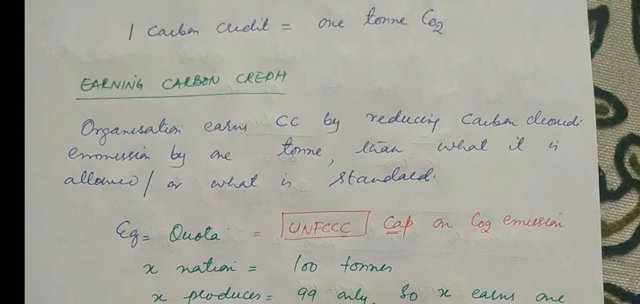 1 Carbon credit = one tonne Co2
EARNING CARBON CREDIT
Organisation earns CC by reducing Carbon dioxide
emmission by one tonne, than what it is
allowed / or what is standard.
Eg = Quota = UNFCCC Cap on Co2 emission
x nation = 100 tonnes
x produces = 99 only. So x earns one